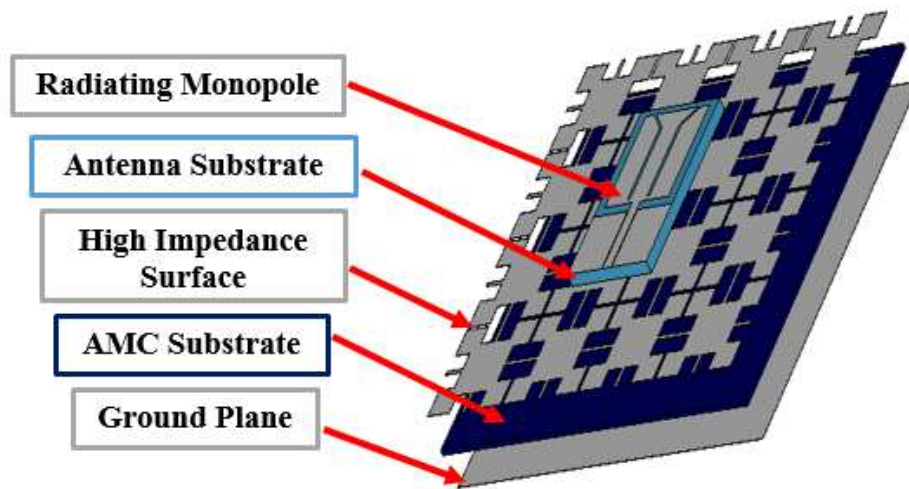 Radiating Monopole
Antenna Substrate
High Impedance
Surface
AMC Substrate
Ground Plane